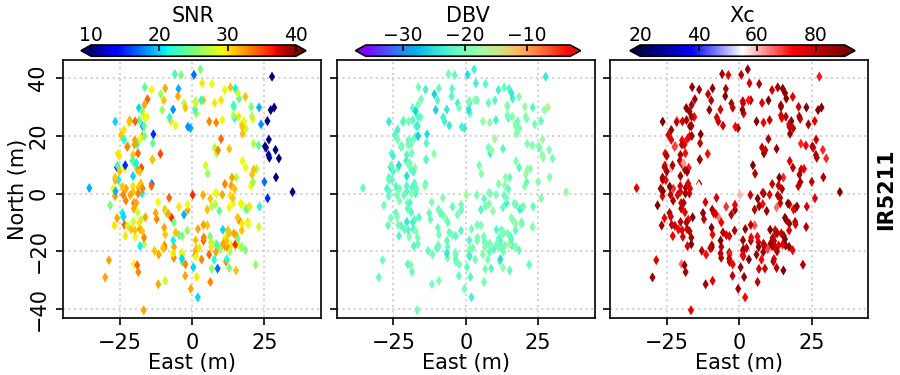 SNR DBV Xc
10 20 30 40 −30 −20 −10 20 40 60 80
40
20
0
−20
−40
North (m)
−25 0 25 −25 0 25 −25 0 25
East (m) East (m) East (m)
IR5211